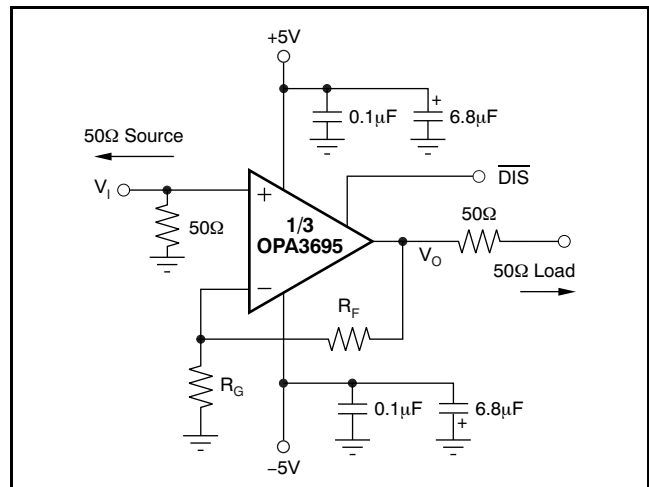 +5V
0.1μF
+
6.8μF
50Ω Source
DIS
V_I
+
50Ω
1/3
OPA3695
50Ω
V_O
50Ω Load
−
R_F
R_G
0.1μF
6.8μF
+
−5V